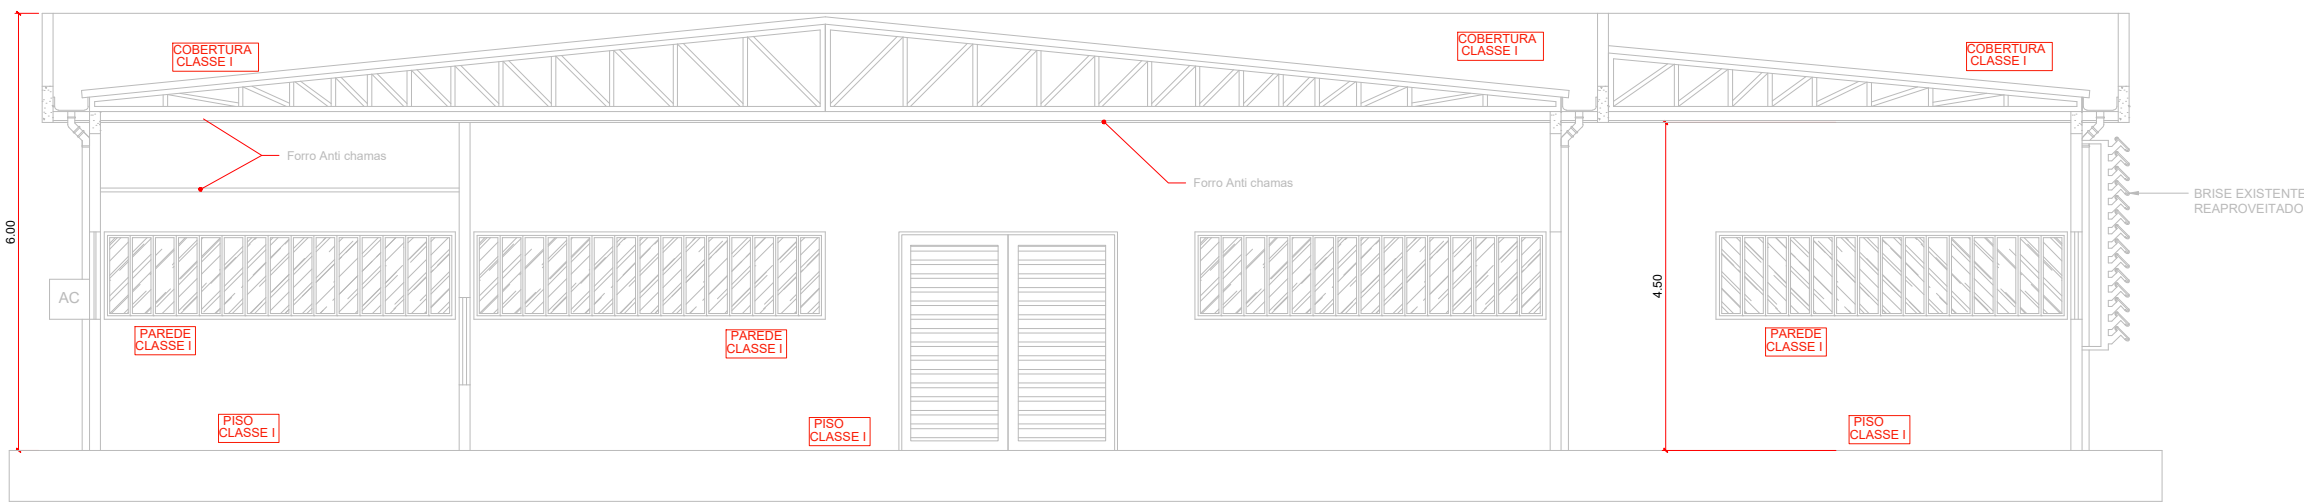 COBERTURA
CLASSE I
COBERTURA
CLASSE I
COBERTURA
CLASSE I
Forro Anti chamas
Forro Anti chamas
BRISE EXISTENTE
REAPROVEITADO
6.00
4.50
AC
PAREDE
CLASSE I
PAREDE
CLASSE I
PAREDE
CLASSE I
PISO
CLASSE I
PISO
CLASSE I
PISO
CLASSE I